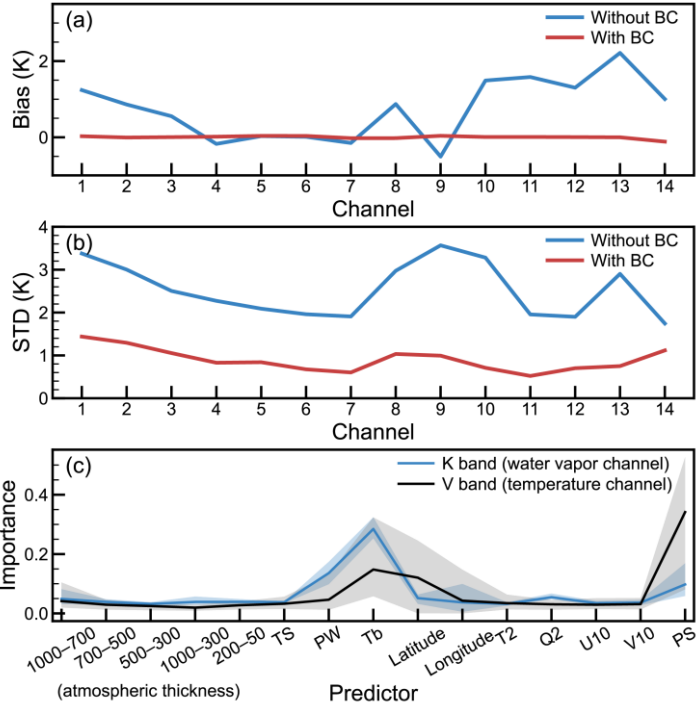 (a)
Without BC
With BC
Bias (K)
2
0
1 2 3 4 5 6 7 8 9 10 11 12 13 14
Channel
(b)
Without BC
With BC
STD (K)
4
3
2
1
0
1 2 3 4 5 6 7 8 9 10 11 12 13 14
Channel
(c)
K band (water vapor channel)
V band (temperature channel)
Importance
0.4
0.2
0.0
1000–700 700–500 500–300 1000–300 200–50 TS PW Tb Latitude Longitude T2 Q2 U10 V10 PS
(atmospheric thickness)
Predictor